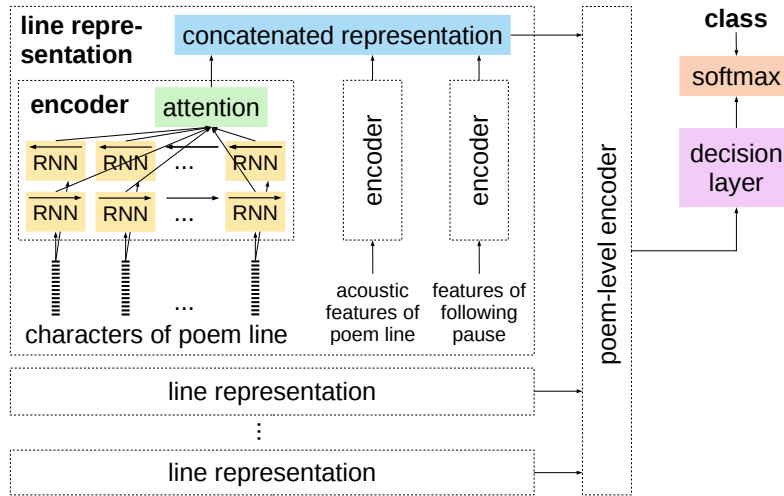 line repre-
sentation
concatenated representation
encoder
attention
RNN
RNN
...
RNN
RNN
RNN
...
RNN
...
characters of poem line
encoder
acoustic
features of
poem line
encoder
features of
following
pause
line representation
...
line representation
poem-level encoder
class
softmax
decision
layer